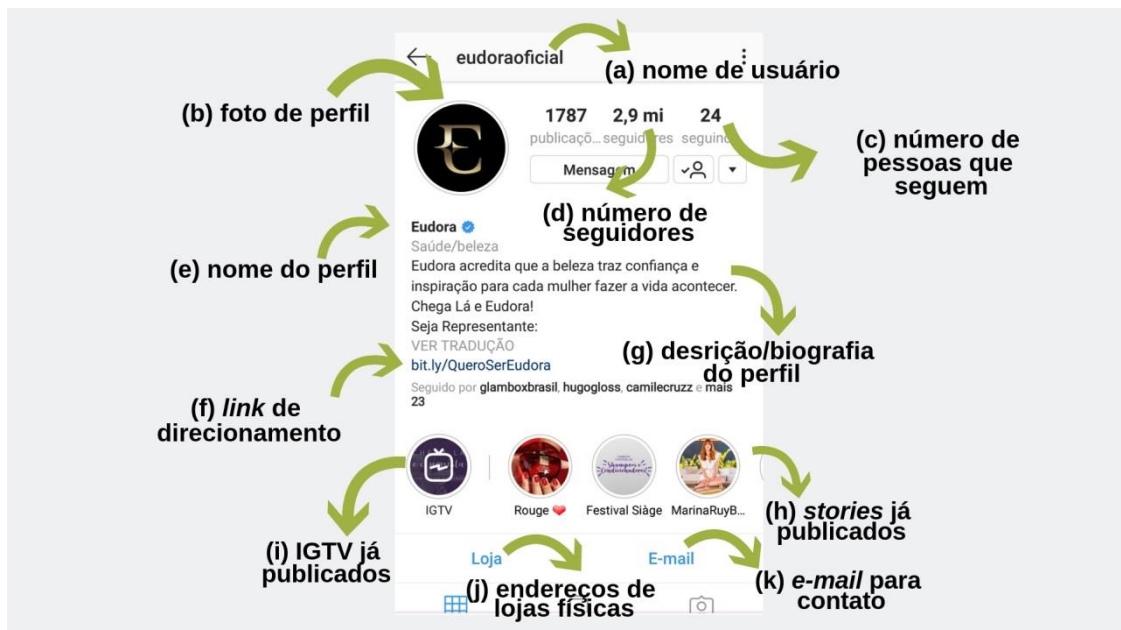 eudoraoficial
(a) nome de usuário
(b) foto de perfil
1787 2,9 mi 24
publicaçõ... seguidores seguindo
(c) número de
pessoas que
seguem
Mensagem
(d) número de
seguidores
Eudora
(e) nome do perfil
Saúde/beleza
Eudora acredita que a beleza traz confiança e
inspiração para cada mulher fazer a vida acontecer.
Chega Lá e Eudora!
Seja Representante:
VER TRADUÇÃO
(g) desrição/biografia
do perfil
bit.ly/QueroSerEudora
Seguido por glamboxbrasil, hugogloss, camilecruzz e mais
23
(f) link de
direcionamento
IGTV Rouge ❤️ Festival Siàge MarinaRuyB...
(h) stories já
publicados
(i) IGTV já
publicados
Loja E-mail
(j) endereços de
lojas físicas
(k) e-mail para
contato